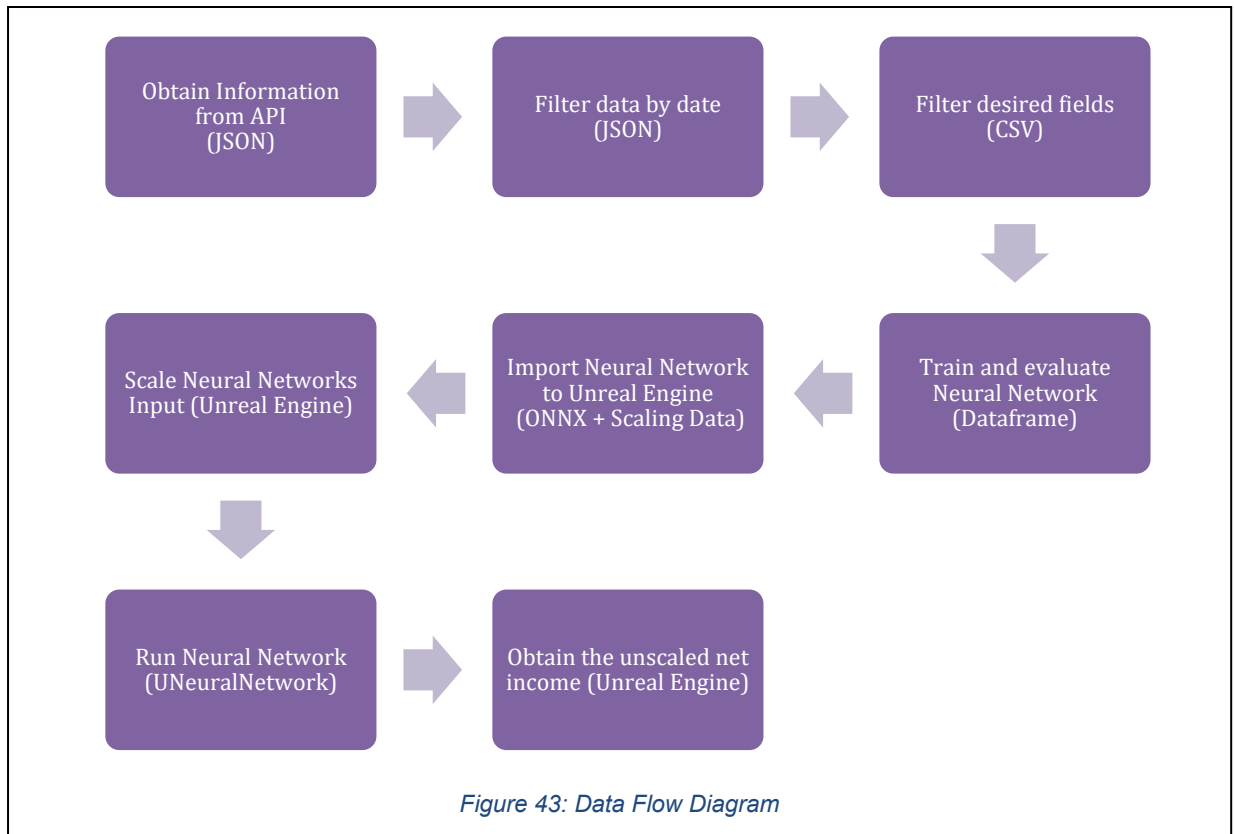 Obtain Information
from API
(JSON)
Filter data by date
(JSON)
Filter desired fields
(CSV)
Train and evaluate
Neural Network
(Dataframe)
Import Neural Network
to Unreal Engine
(ONNX + Scaling Data)
Scale Neural Networks
Input (Unreal Engine)
Run Neural Network
(UNeuralNetwork)
Obtain the unscaled net
income (Unreal Engine)
Figure 43: Data Flow Diagram